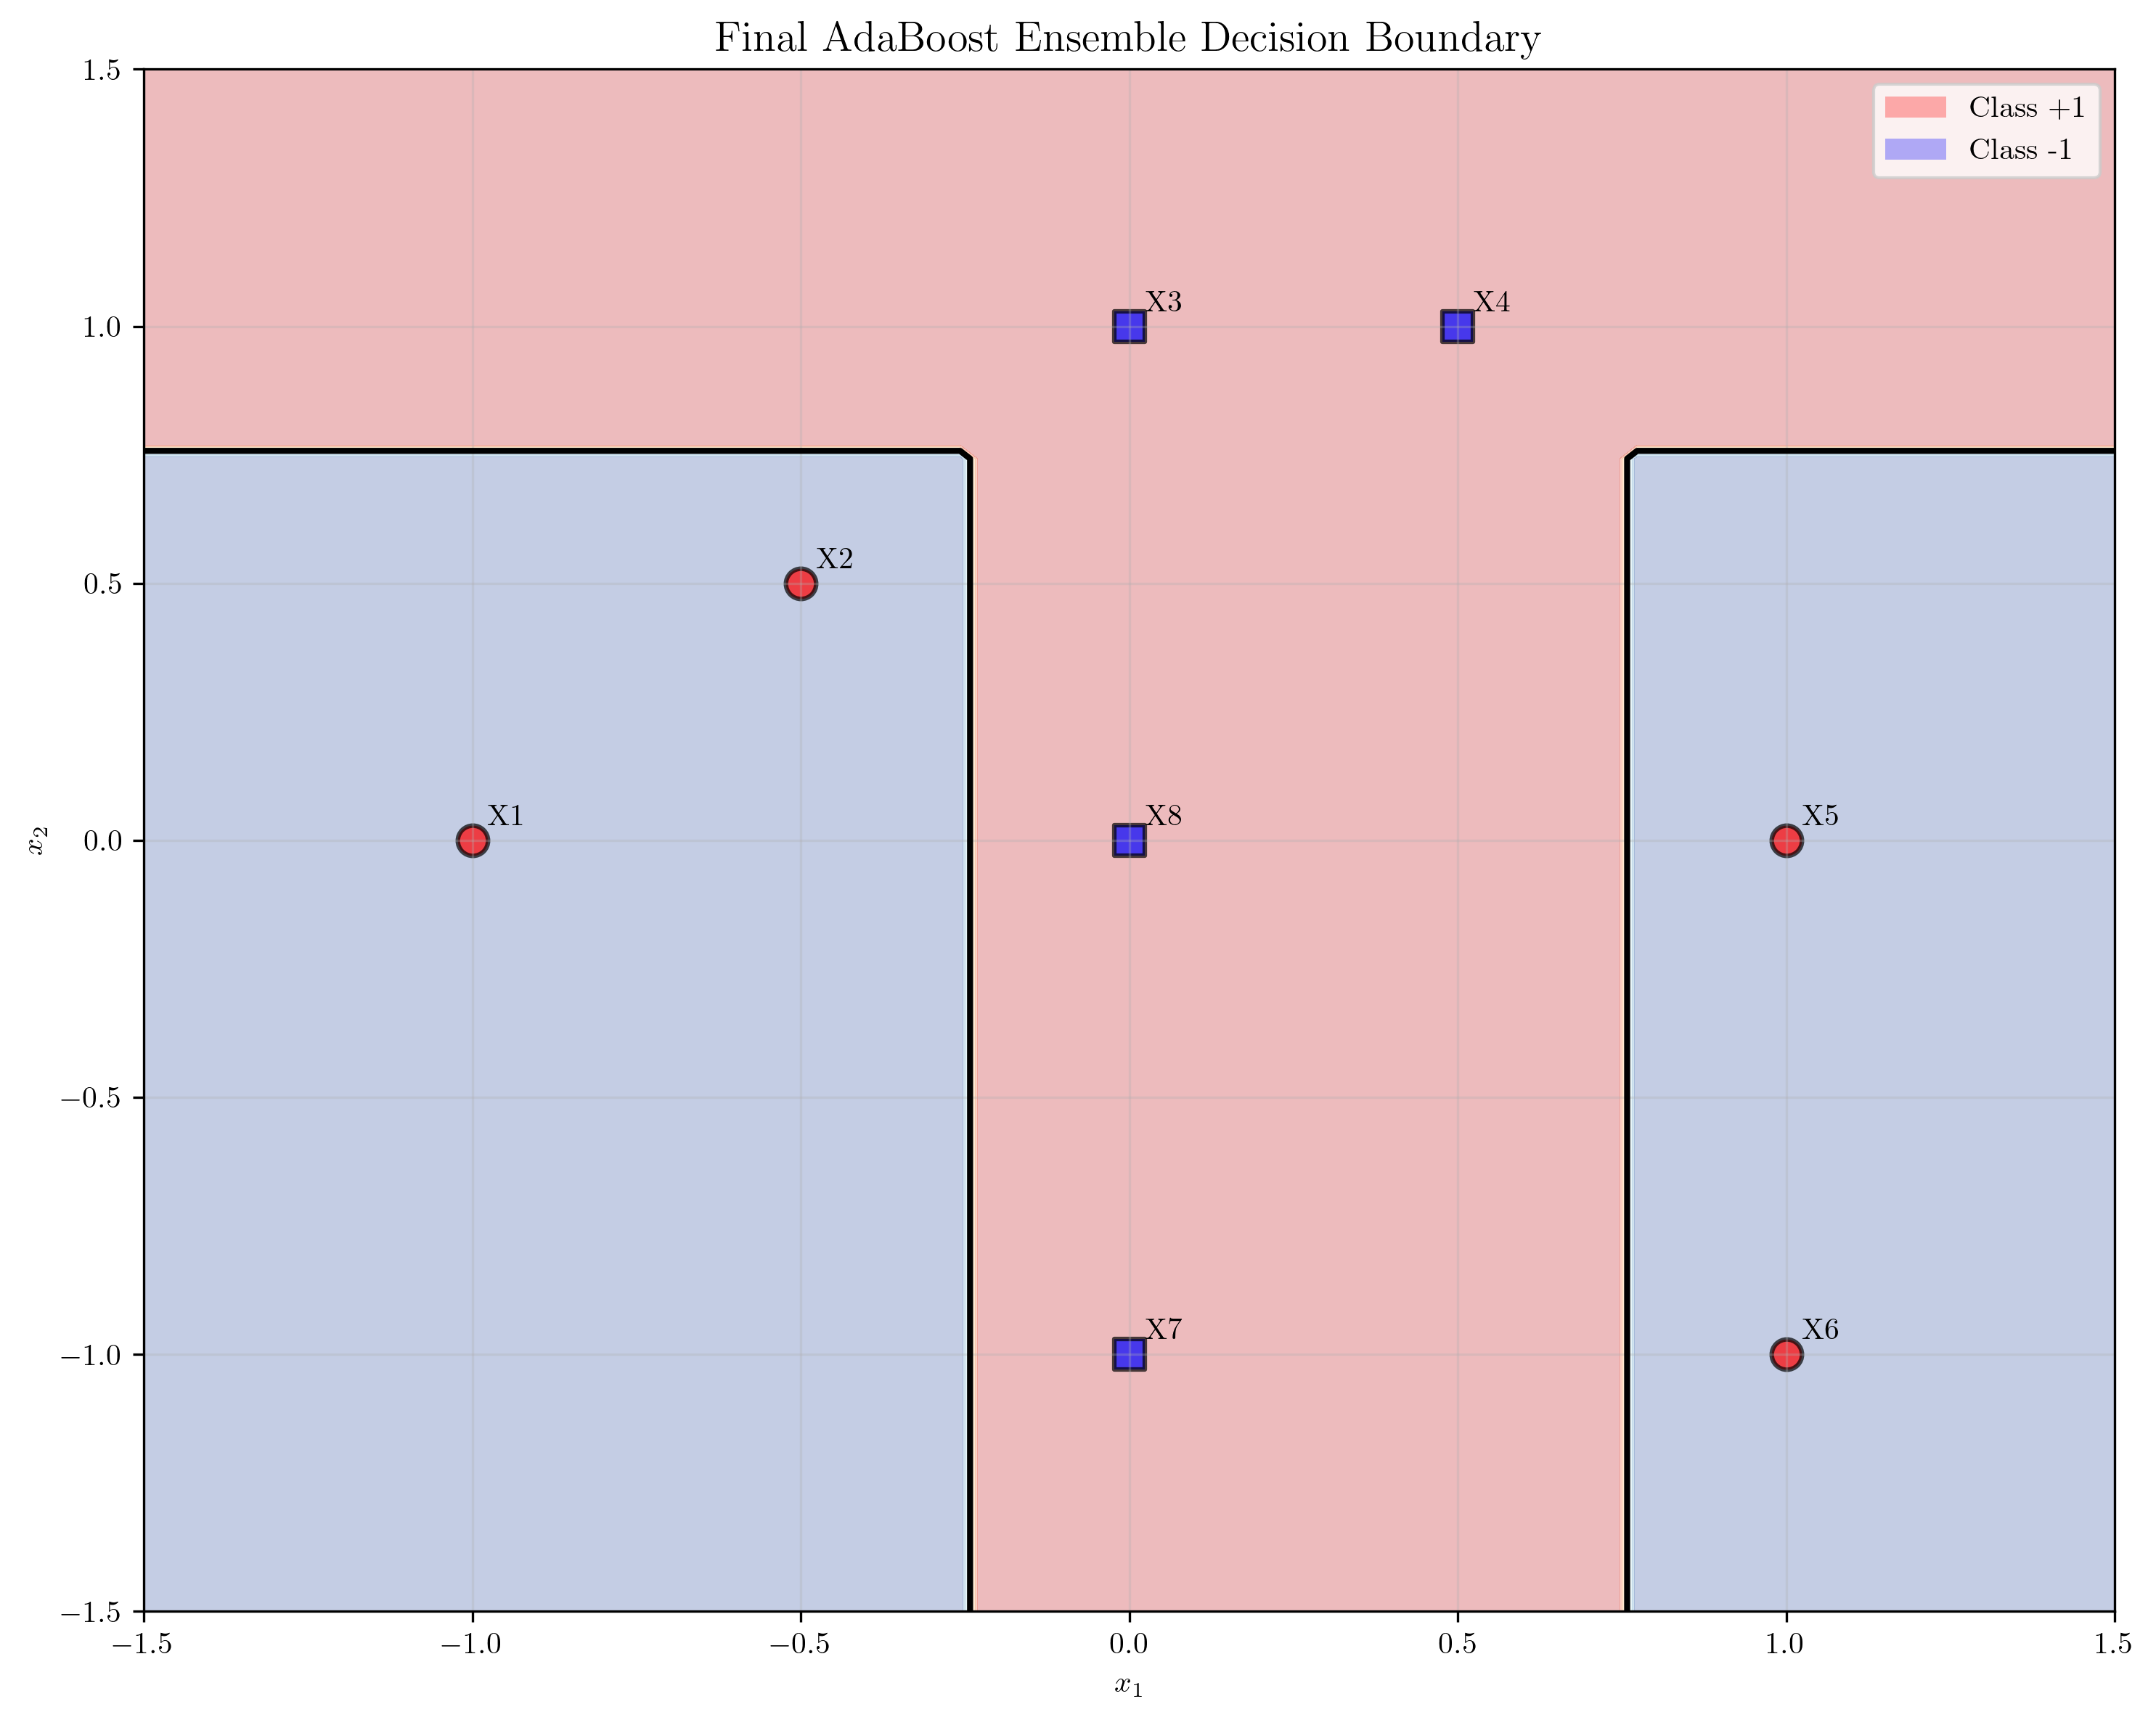 Final AdaBoost Ensemble Decision Boundary
Class +1
Class -1
1.5
1.0
0.5
0.0
−0.5
−1.0
−1.5
x₂
X3
X4
X2
X1
X8
X5
X7
X6
−1.5
−1.0
−0.5
0.0
0.5
1.0
1.5
x₁